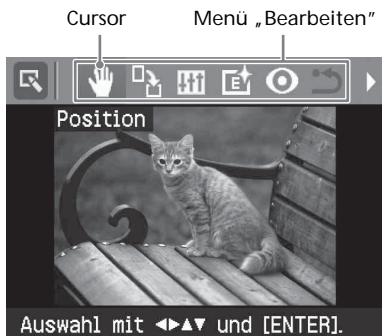 Cursor Menü „Bearbeiten"
E
Position
Auswahl mit ◄►▲▼ und [ENTER].